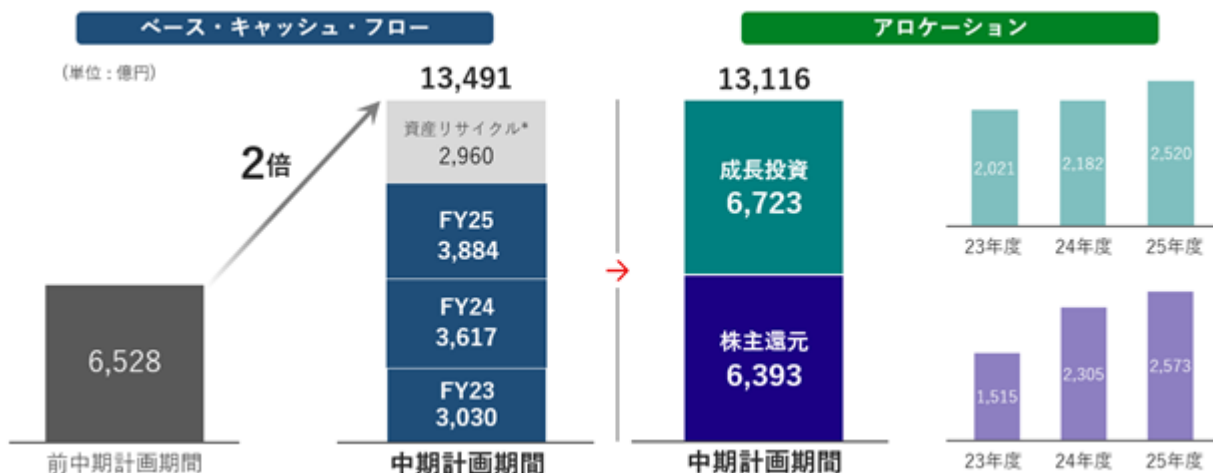 ベース・キャッシュ・フロー
(単位:億円)
13,491
資産リサイクル*
2,960
2倍
FY25
3,884
FY24
3,617
FY23
3,030
6,528
前中期計画期間
中期計画期間
アロケーション
13,116
成長投資
6,723
株主還元
6,393
中期計画期間
2,021
2,182
2,520
23年度
24年度
25年度
1,515
2,305
2,573
23年度
24年度
25年度